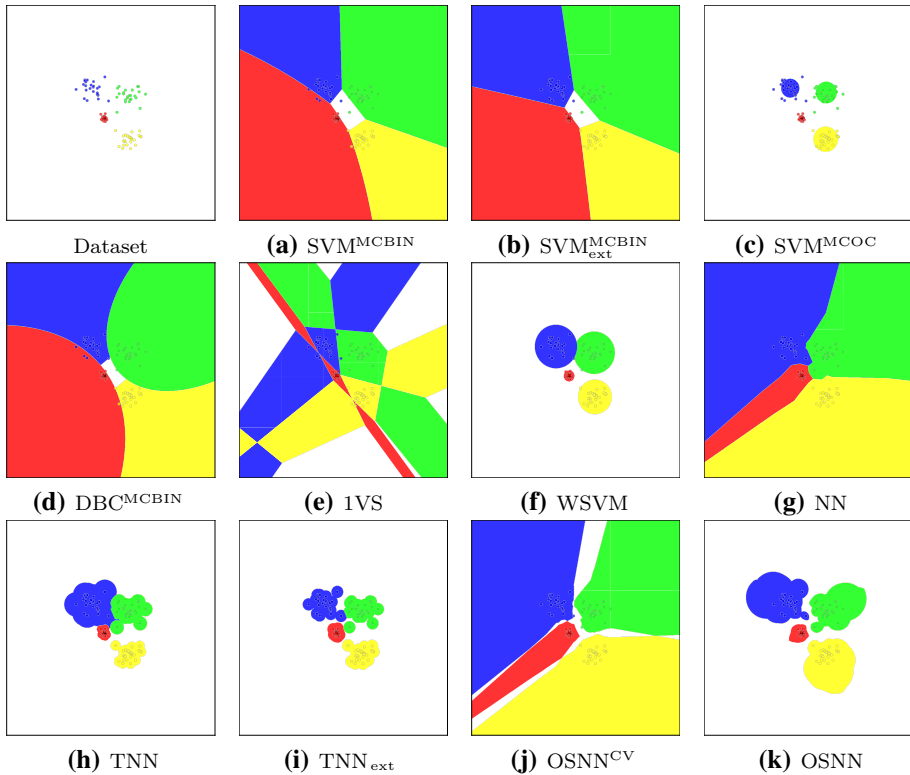 Dataset
(a) SVM^MCBIN
(b) SVM^MCBIN_ext
(c) SVM^MCOC
(d) DBC^MCBIN
(e) 1VS
(f) WSVM
(g) NN
(h) TNN
(i) TNN_ext
(j) OSNN^CV
(k) OSNN